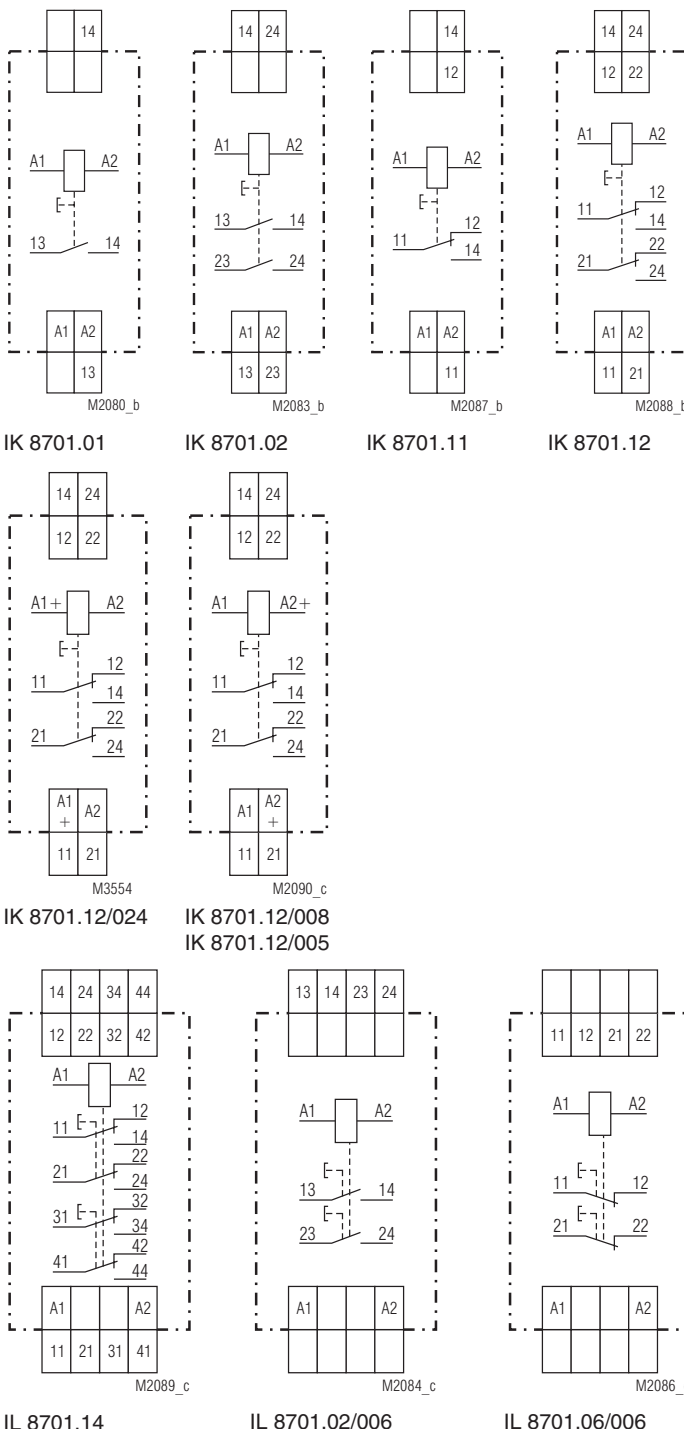 14 14 24 14 14 24
12 12 22
A1 A2 A1 A2 A1 A2 A1 A2
13 14 13 14 11 12 14 11 12 14
23 24 21 22 24
A1 A2 A1 A2 A1 A2 A1 A2
13 13 23 11 11 21
M2080_b M2083_b M2087_b M2088_b
IK 8701.01 IK 8701.02 IK 8701.11 IK 8701.12
14 24 14 24
12 22 12 22
A1+ A2 A1 A2+
11 12 14 11 12 14
21 22 24 21 22 24
A1 + A2 A1 A2 +
11 21 11 21
M3554 M2090_c
IK 8701.12/024 IK 8701.12/008
IK 8701.12/005
14 24 34 44 13 14 23 24
12 22 32 42 11 12 21 22
A1 A2 A1 A2 A1 A2
11 12 14 13 14 11 12
21 22 24 23 24 21 22
31 32 34
41 42 44
A1 A2 A1 A2 A1 A2
11 21 31 41
M2089_c M2084_c M2086_
IL 8701.14 IL 8701.02/006 IL 8701.06/006